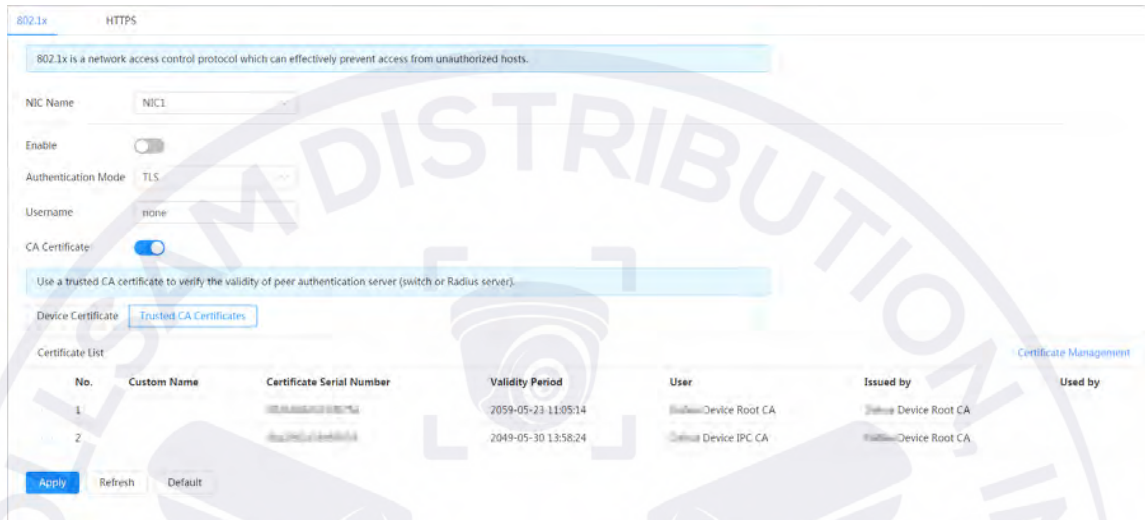 802.1x HTTPS
802.1x is a network access control protocol which can effectively prevent access from unauthorized hosts.
NIC Name NIC1
Enable
Authentication Mode TLS
Username none
CA Certificate
Use a trusted CA certificate to verify the validity of peer authentication server (switch or Radius server).
Device Certificate Trusted CA Certificates
Certificate List Certificate Management
No. Custom Name Certificate Serial Number Validity Period User Issued by Used by
1 2059-05-23 11:05:14 Device Root CA Device Root CA
2 2049-05-30 13:58:24 Device IPC CA Device Root CA
Apply Refresh Default
DISTRIBUTION, IN